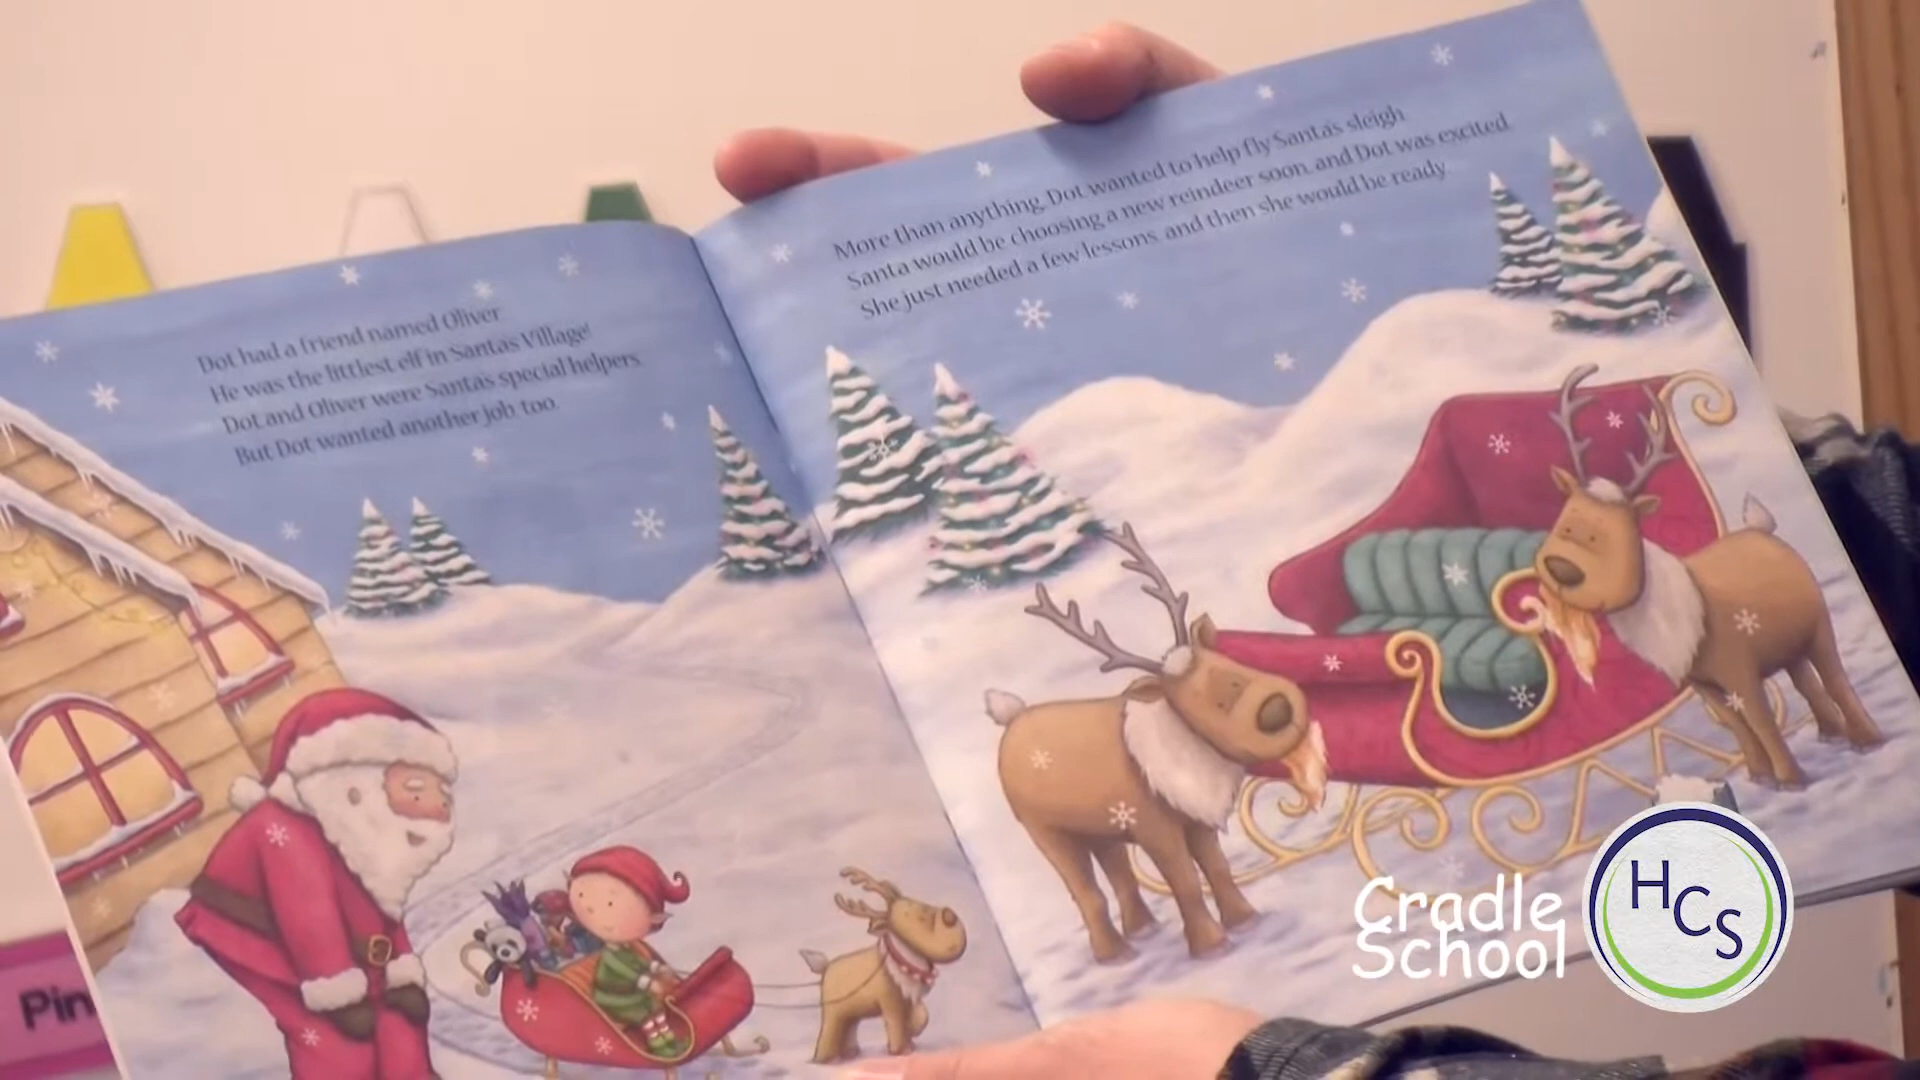 Dot had a friend named Oliver.
He was the littlest elf in Santa's Village!
Dot and Oliver were Santa's special helpers.
But Dot wanted another job, too.
More than anything, Dot wanted to help fly Santa's sleigh.
Santa would be choosing a new reindeer soon, and Dot was excited.
She just needed a few lessons, and then she would be ready.
Pin
Cradle
School
HCS